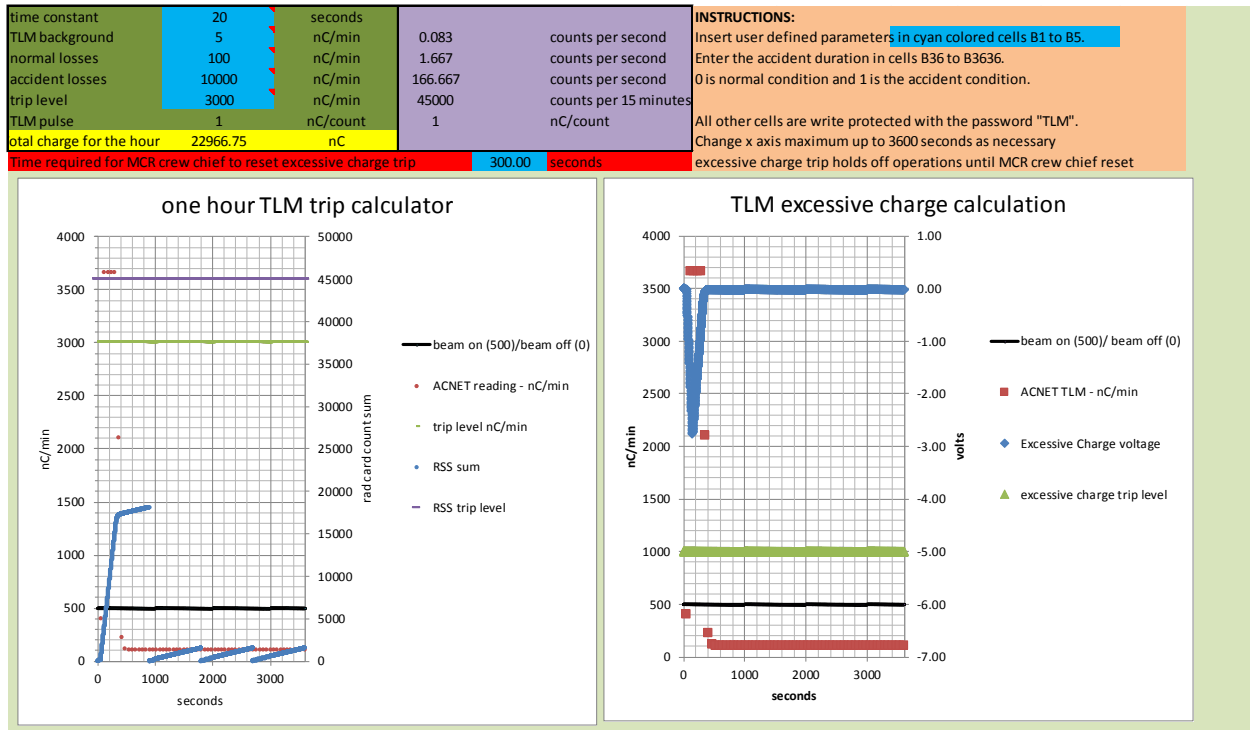 time constant 20 seconds
TLM background 5 nC/min 0.083 counts per second
normal losses 100 nC/min 1.667 counts per second
accident losses 10000 nC/min 166.667 counts per second
trip level 3000 nC/min 45000 counts per 15 minutes
TLM pulse 1 nC/count 1 nC/count
otal charge for the hour 22966.75 nC
Time required for MCR crew chief to reset excessive charge trip 300.00 seconds
INSTRUCTIONS:
Insert user defined parameters in cyan colored cells B1 to B5.
Enter the accident duration in cells B36 to B3636.
0 is normal condition and 1 is the accident condition.
All other cells are write protected with the password "TLM".
Change x axis maximum up to 3600 seconds as necessary
excessive charge trip holds off operations until MCR crew chief reset
one hour TLM trip calculator
4000
3500
3000
2500
2000
1500
1000
500
0
nC/min
50000
45000
40000
35000
30000
25000
20000
15000
10000
5000
0
rad card count sum
0 1000 2000 3000
seconds
beam on (500)/beam off (0)
ACNET reading - nC/min
trip level nC/min
RSS sum
RSS trip level
TLM excessive charge calculation
4000
3500
3000
2500
2000
1500
1000
500
0
nC/min
1.00
0.00
-1.00
-2.00
-3.00
-4.00
-5.00
-6.00
-7.00
volts
0 1000 2000 3000
seconds
beam on (500)/ beam off (0)
ACNET TLM - nC/min
Excessive Charge voltage
excessive charge trip level